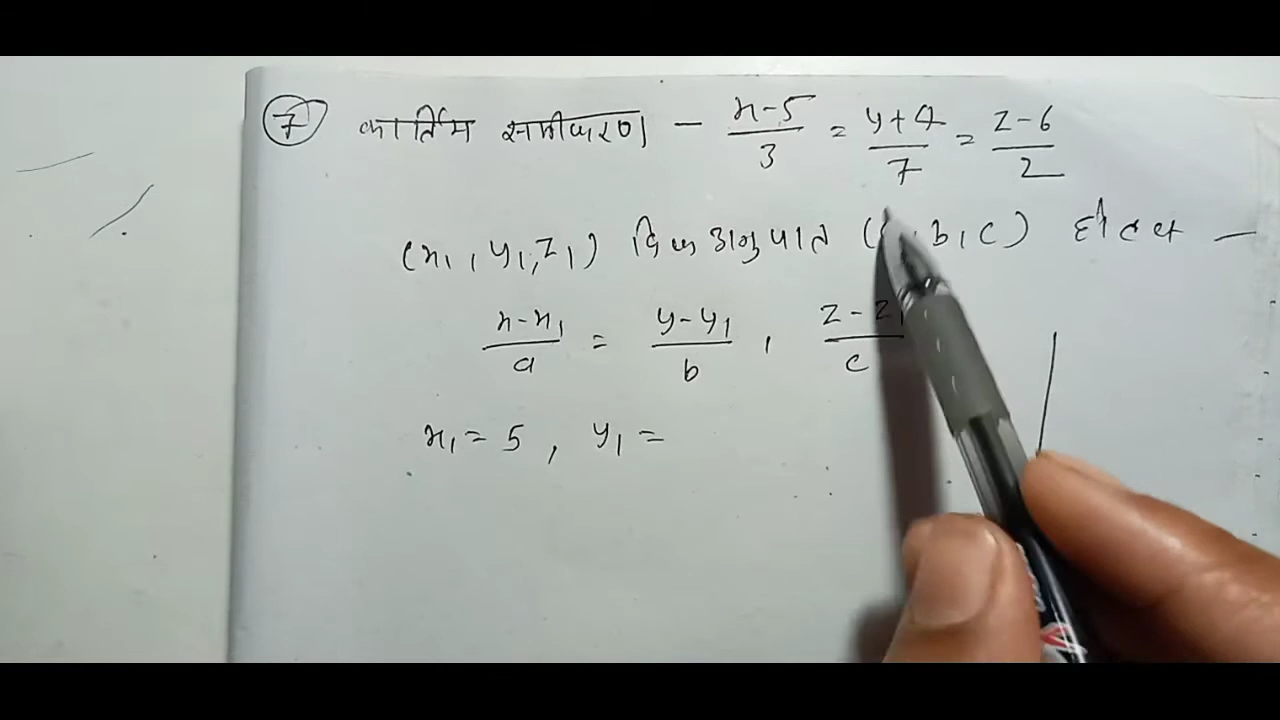 7 कार्तिय समीकरण - x-5/3 = y+4/7 = z-6/2
(x1, y1, z1) दिक अनुपात ( , b, c) है तब -
x-x1/a = y-y1/b , z-z1/c
x1 = 5 , y1 =